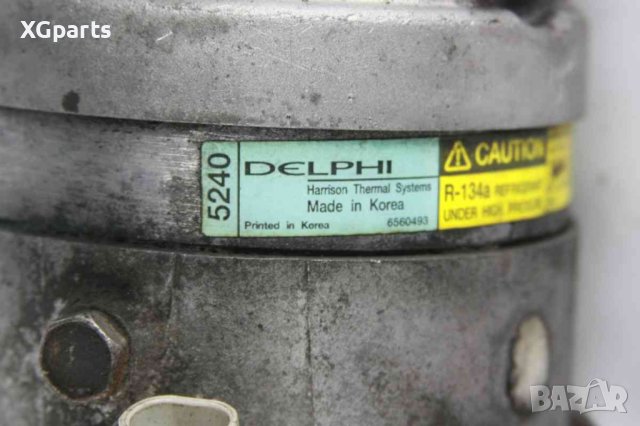 XGparts
5240
DELPHI
Harrison Thermal Systems
Made in Korea
Printed in Korea 6560493
CAUTION
R-134a REFRIGERANT
UNDER HIGH PRESSURE
BAZAR